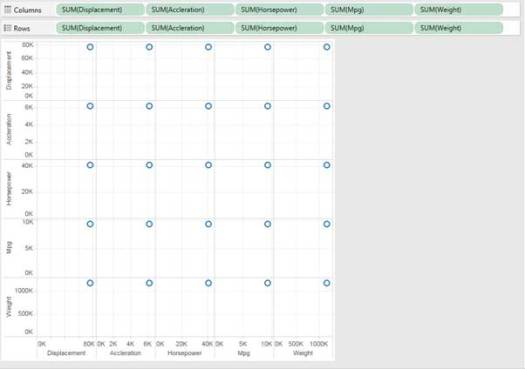 Columns SUM(Displacement) SUM(Accleration) SUM(Horsepower) SUM(Mpg) SUM(Weight)
Rows SUM(Displacement) SUM(Accleration) SUM(Horsepower) SUM(Mpg) SUM(Weight)
Displacement
80K
60K
40K
20K
0K
Accleration
6K
4K
2K
0K
Horsepower
40K
20K
0K
Mpg
10K
5K
0K
Weight
1000K
500K
0K
0K 80K 0K 2K 4K 6K 0K 20K 40K 0K 5K 10K 0K 500K 1000K
Displacement Accleration Horsepower Mpg Weight